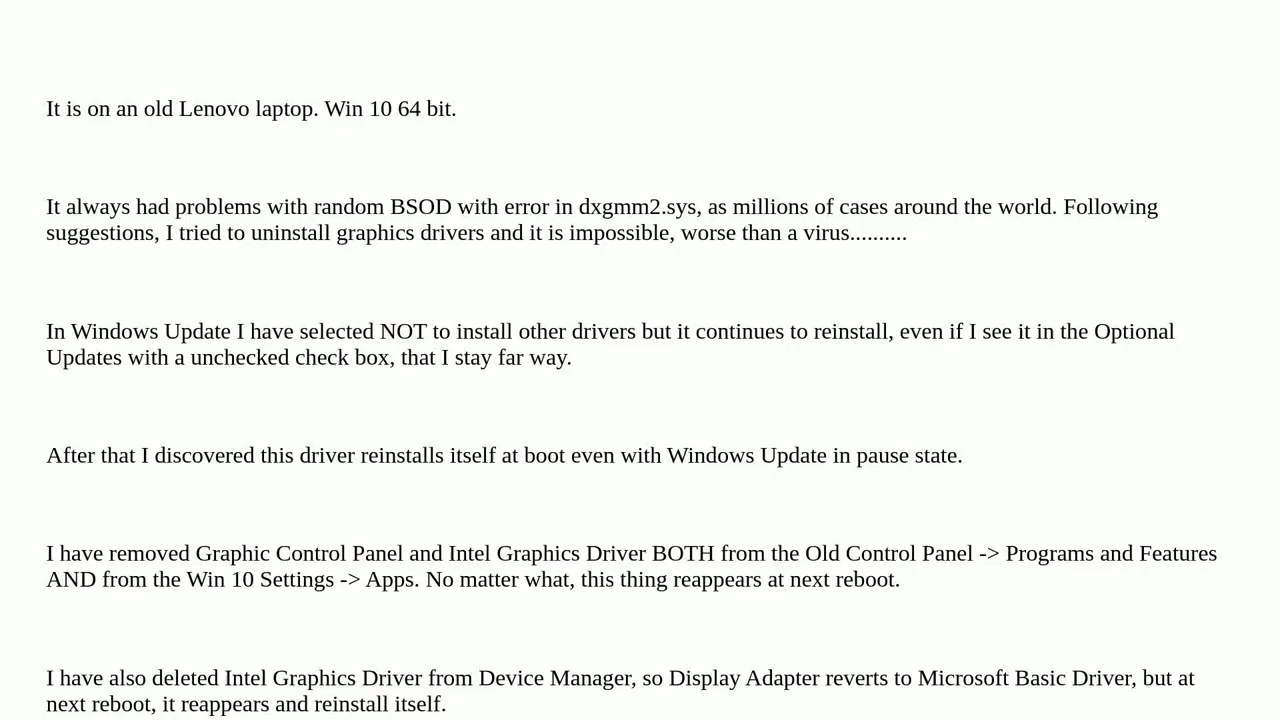 It is on an old Lenovo laptop. Win 10 64 bit.
It always had problems with random BSOD with error in dxgmm2.sys, as millions of cases around the world. Following
suggestions, I tried to uninstall graphics drivers and it is impossible, worse than a virus..........
In Windows Update I have selected NOT to install other drivers but it continues to reinstall, even if I see it in the Optional
Updates with a unchecked check box, that I stay far way.
After that I discovered this driver reinstalls itself at boot even with Windows Update in pause state.
I have removed Graphic Control Panel and Intel Graphics Driver BOTH from the Old Control Panel -> Programs and Features
AND from the Win 10 Settings -> Apps. No matter what, this thing reappears at next reboot.
I have also deleted Intel Graphics Driver from Device Manager, so Display Adapter reverts to Microsoft Basic Driver, but at
next reboot, it reappears and reinstall itself.